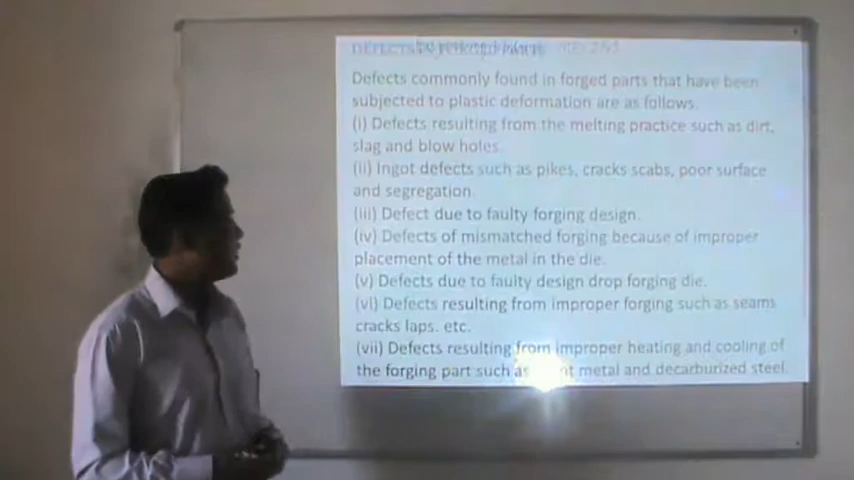 Defects commonly found in forged parts that have been
subjected to plastic deformation are as follows.
(i) Defects resulting from the melting practice such as dirt,
slag and blow holes.
(ii) Ingot defects such as pikes, cracks scabs, poor surface
and segregation.
(iii) Defect due to faulty forging design.
(iv) Defects of mismatched forging because of improper
placement of the metal in the die.
(v) Defects due to faulty design drop forging die.
(vi) Defects resulting from improper forging such as seams
cracks laps. etc.
(vii) Defects resulting from improper heating and cooling of
the forging part such as metal and decarburized steel.